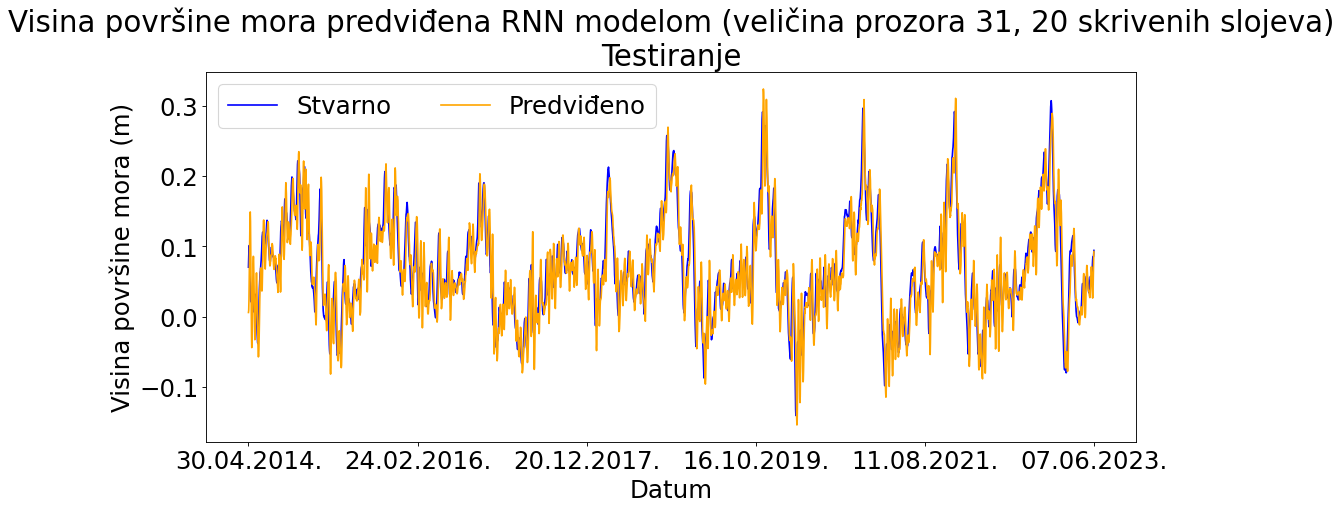 Visina površine mora predviđena RNN modelom (veličina prozora 31, 20 skrivenih slojeva)
Testiranje
Stvarno
Predviđeno
Visina površine mora (m)
0.3
0.2
0.1
0.0
−0.1
30.04.2014.
24.02.2016.
20.12.2017.
16.10.2019.
11.08.2021.
07.06.2023.
Datum